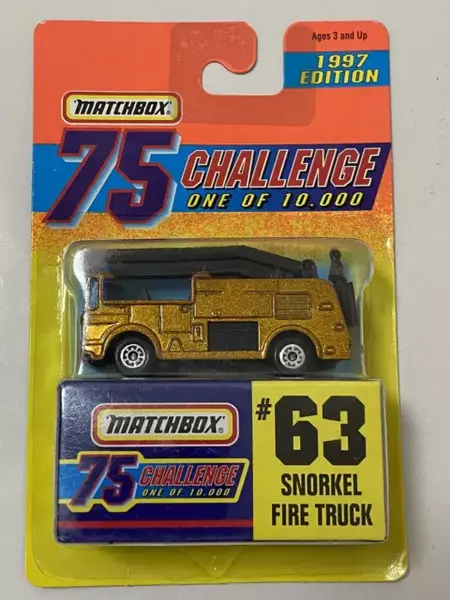 Ages 3 and Up
1997
EDITION
MATCHBOX
75 CHALLENGE
ONE OF 10.000
MATCHBOX
75 CHALLENGE
ONE OF 10.000
#63
SNORKEL
FIRE TRUCK